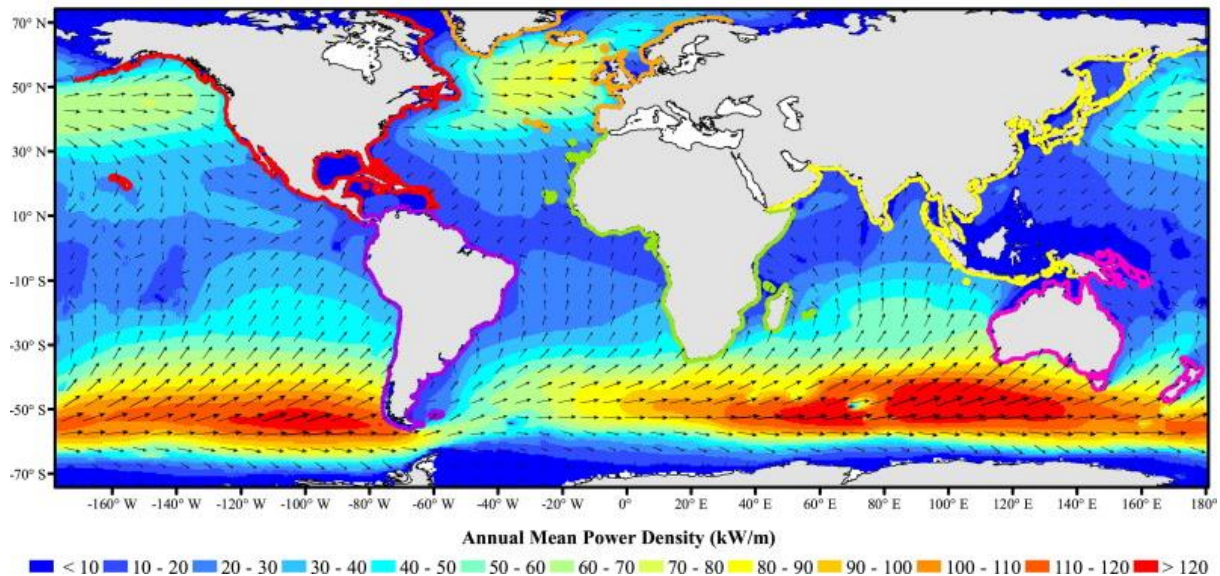 70° N
50° N
30° N
10° N
-10° S
-30° S
-50° S
-70° S
-160° W -140° W -120° W -100° W -80° W -60° W -40° W -20° W 0° 20° E 40° E 60° E 80° E 100° E 120° E 140° E 160° E 180° E
Annual Mean Power Density (kW/m)
< 10 10 - 20 20 - 30 30 - 40 40 - 50 50 - 60 60 - 70 70 - 80 80 - 90 90 - 100 100 - 110 110 - 120 > 120